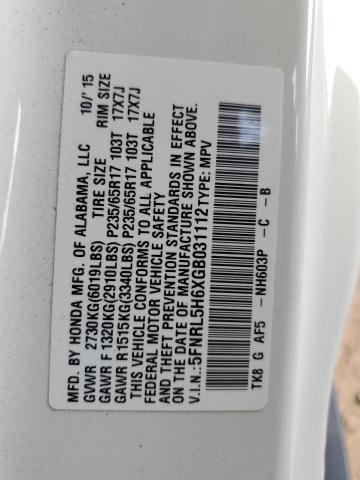 MFD. BY HONDA MFG. OF ALABAMA, LLC 10/'15
GVWR 2730KG(6019LBS) TIRE SIZE RIM SIZE
GAWR F 1320KG(2910LBS) P235/65R17 103T 17X7J
GAWR R1515KG(3340LBS) P235/65R17 103T 17X7J
THIS VEHICLE CONFORMS TO ALL APPLICABLE
FEDERAL MOTOR VEHICLE SAFETY
AND THEFT PREVENTION STANDARDS IN EFFECT
ON THE DATE OF MANUFACTURE SHOWN ABOVE.
V.I.N.:5FNRL5H6XGB031112TYPE: MPV
TK8 G AF5 - NH603P - C - B